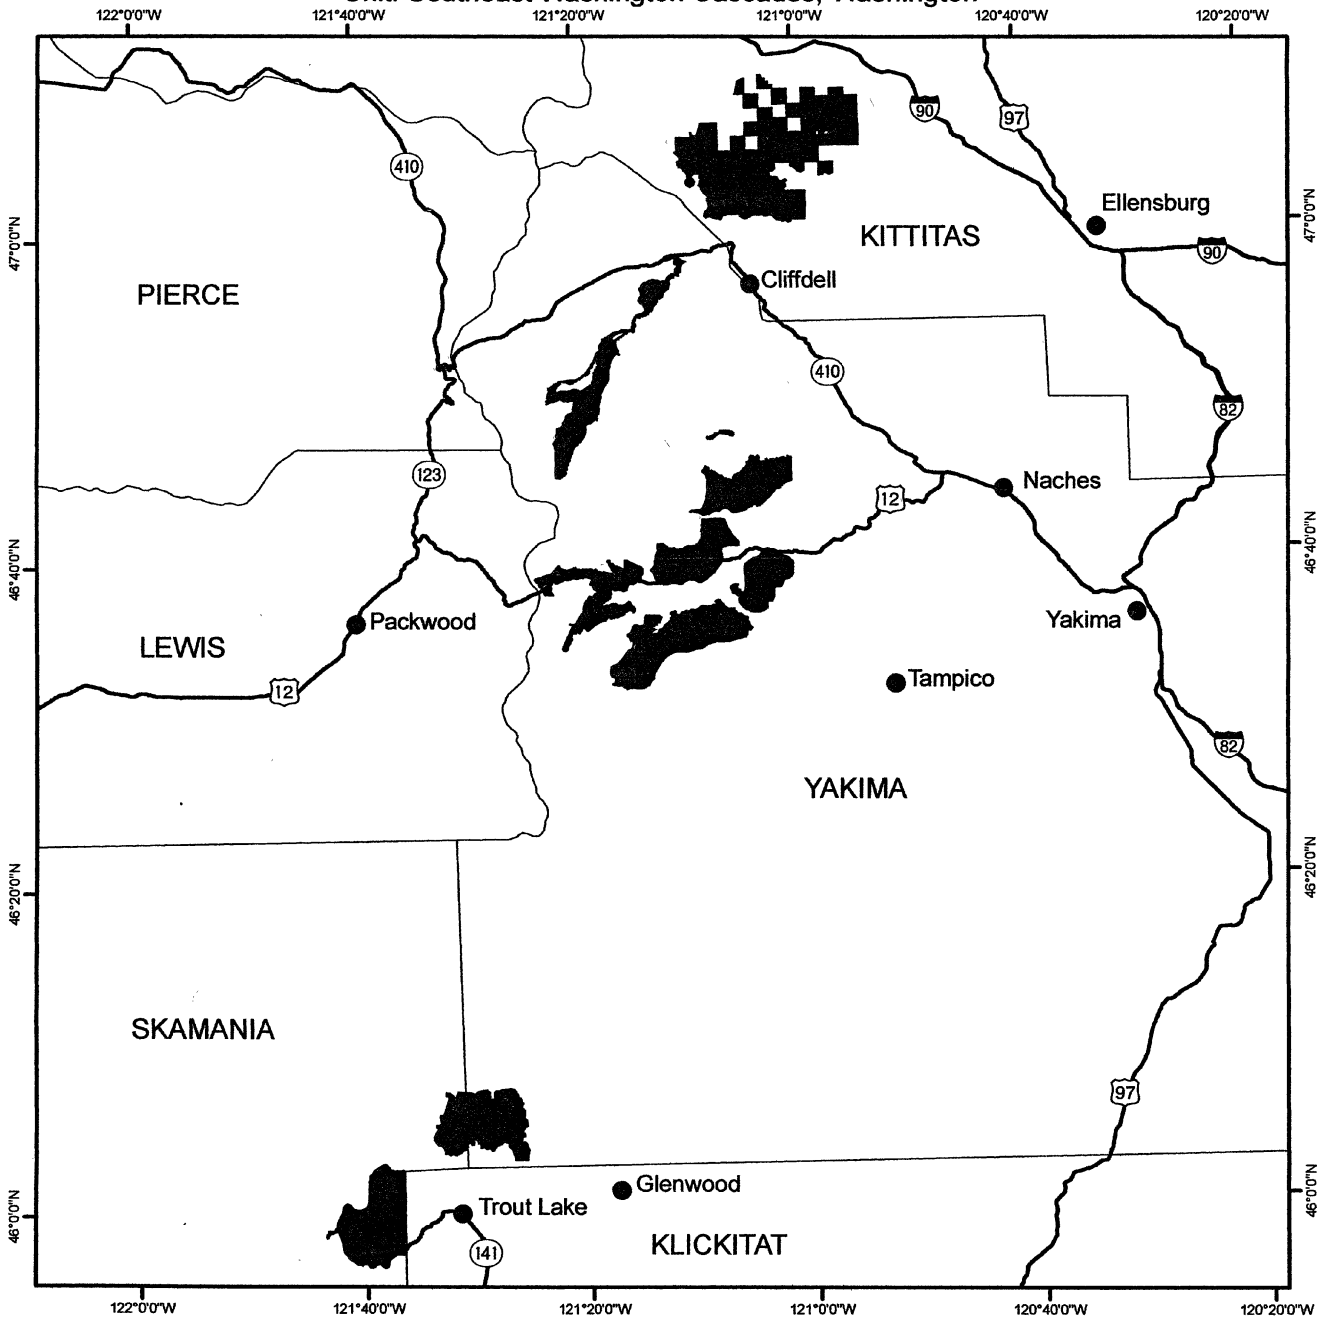 122°0'0"W 121°40'0"W 121°20'0"W 121°0'0"W 120°40'0"W 120°20'0"W
90
97
410
Ellensburg
47°0'0"N
KITTITAS
47°0'0"N
90
Cliffdell
PIERCE
410
82
123
Naches
12
46°40'0"N
46°40'0"N
Packwood
Yakima
LEWIS
12
Tampico
82
YAKIMA
46°20'0"N
46°20'0"N
SKAMANIA
97
Glenwood
46°0'0"N
Trout Lake
46°0'0"N
KLICKITAT
141
122°0'0"W 121°40'0"W 121°20'0"W 121°0'0"W 120°40'0"W 120°20'0"W